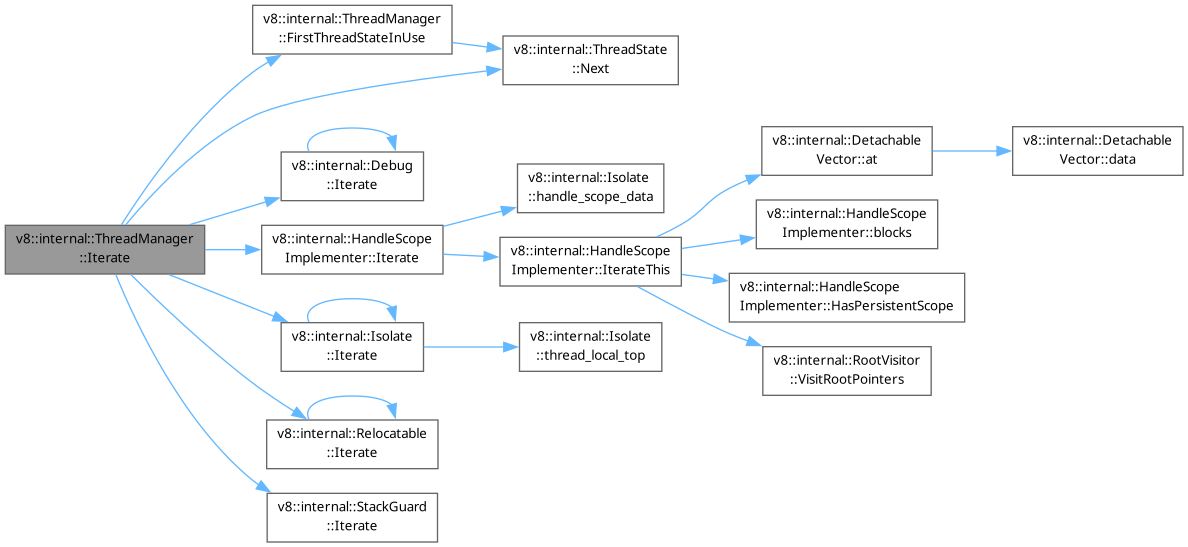 v8::internal::ThreadManager
::FirstThreadStateInUse
v8::internal::ThreadState
::Next
v8::internal::Debug
::Iterate
v8::internal::Detachable
Vector::at
v8::internal::Detachable
Vector::data
v8::internal::Isolate
::handle_scope_data
v8::internal::HandleScope
Implementer::blocks
v8::internal::ThreadManager
::Iterate
v8::internal::HandleScope
Implementer::Iterate
v8::internal::HandleScope
Implementer::IterateThis
v8::internal::HandleScope
Implementer::HasPersistentScope
v8::internal::Isolate
::Iterate
v8::internal::Isolate
::thread_local_top
v8::internal::RootVisitor
::VisitRootPointers
v8::internal::Relocatable
::Iterate
v8::internal::StackGuard
::Iterate